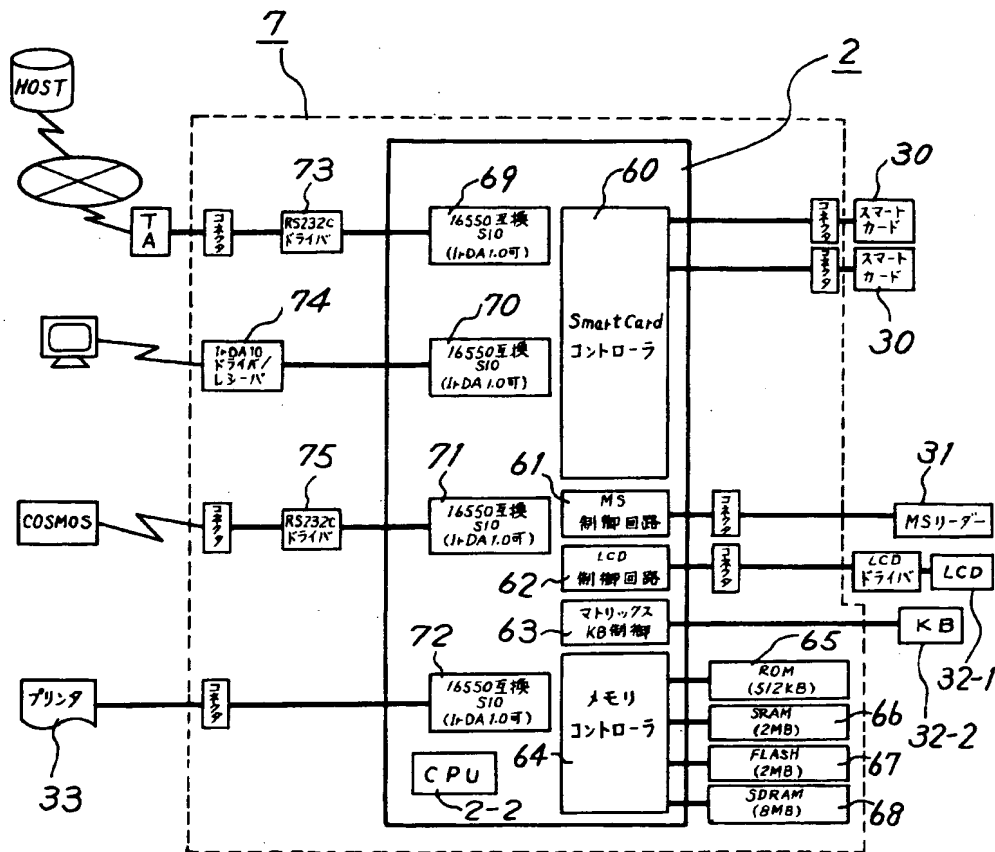 7
2
HOST
TA
コネクタ
73
RS232C
ドライバ
69
16550互換
SIO
(IrDA1.0可)
60
SmartCard
コントローラ
コネクタ
30
スマート
カード
コネクタ
スマート
カード
30
74
IrDA10
ドライバ/
レシーバ
70
16550互換
SIO
(IrDA1.0可)
COSMOS
コネクタ
75
RS232C
ドライバ
71
16550互換
SIO
(IrDA1.0可)
61
MS
制御回路
コネクタ
31
MSリーダー
62
LCD
制御回路
コネクタ
LCD
ドライバ
LCD
32-1
63
マトリックス
KB制御
KB
32-2
プリンタ
33
コネクタ
72
16550互換
SIO
(IrDA1.0可)
CPU
2-2
64
メモリ
コントローラ
65
ROM
(512KB)
SRAM
(2MB)
66
FLASH
(2MB)
67
SDRAM
(8MB)
68